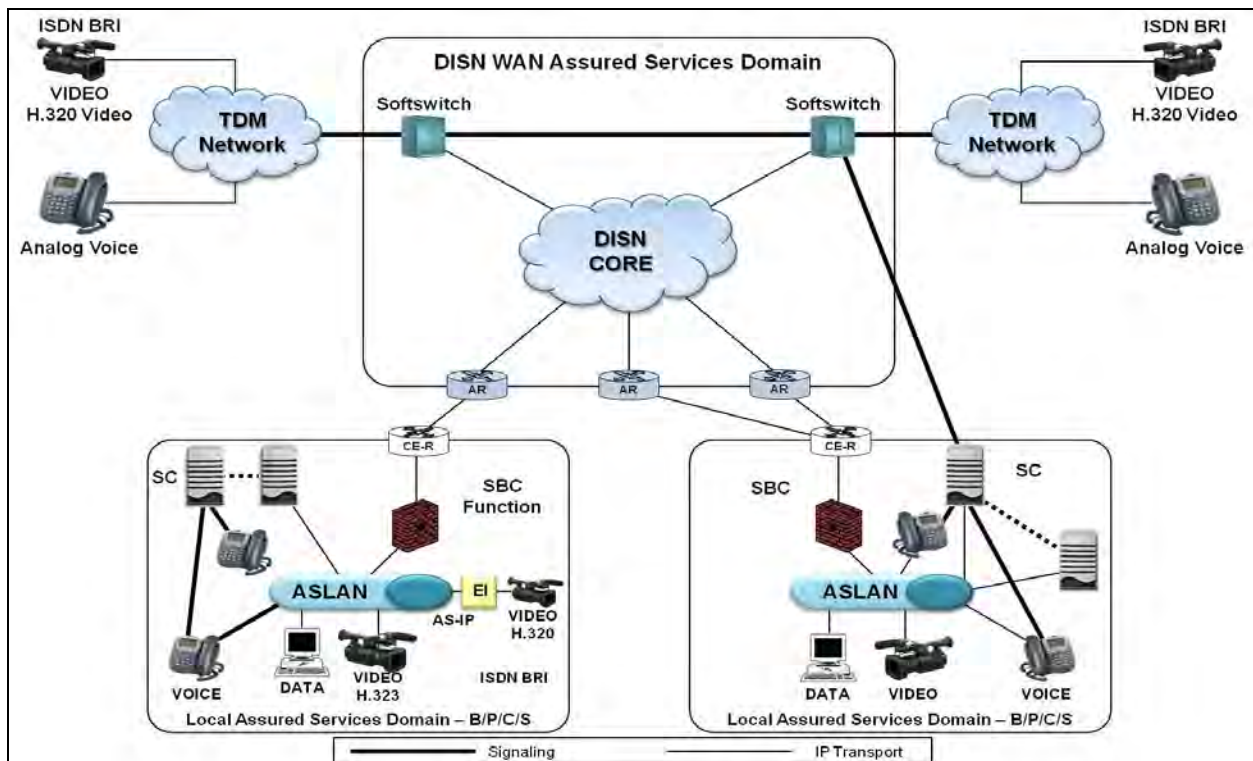 ISDN BRI
VIDEO
H.320 Video
TDM
Network
Analog Voice
DISN WAN Assured Services Domain
Softswitch
Softswitch
DISN
CORE
AR
AR
AR
ISDN BRI
VIDEO
H.320 Video
TDM
Network
Analog Voice
CE-R
SC
SBC
Function
ASLAN
EI
AS-IP
VIDEO
H.320
VOICE
DATA
VIDEO
H.323
ISDN BRI
Local Assured Services Domain – B/P/C/S
CE-R
SBC
SC
ASLAN
DATA
VIDEO
VOICE
Local Assured Services Domain – B/P/C/S
Signaling
IP Transport